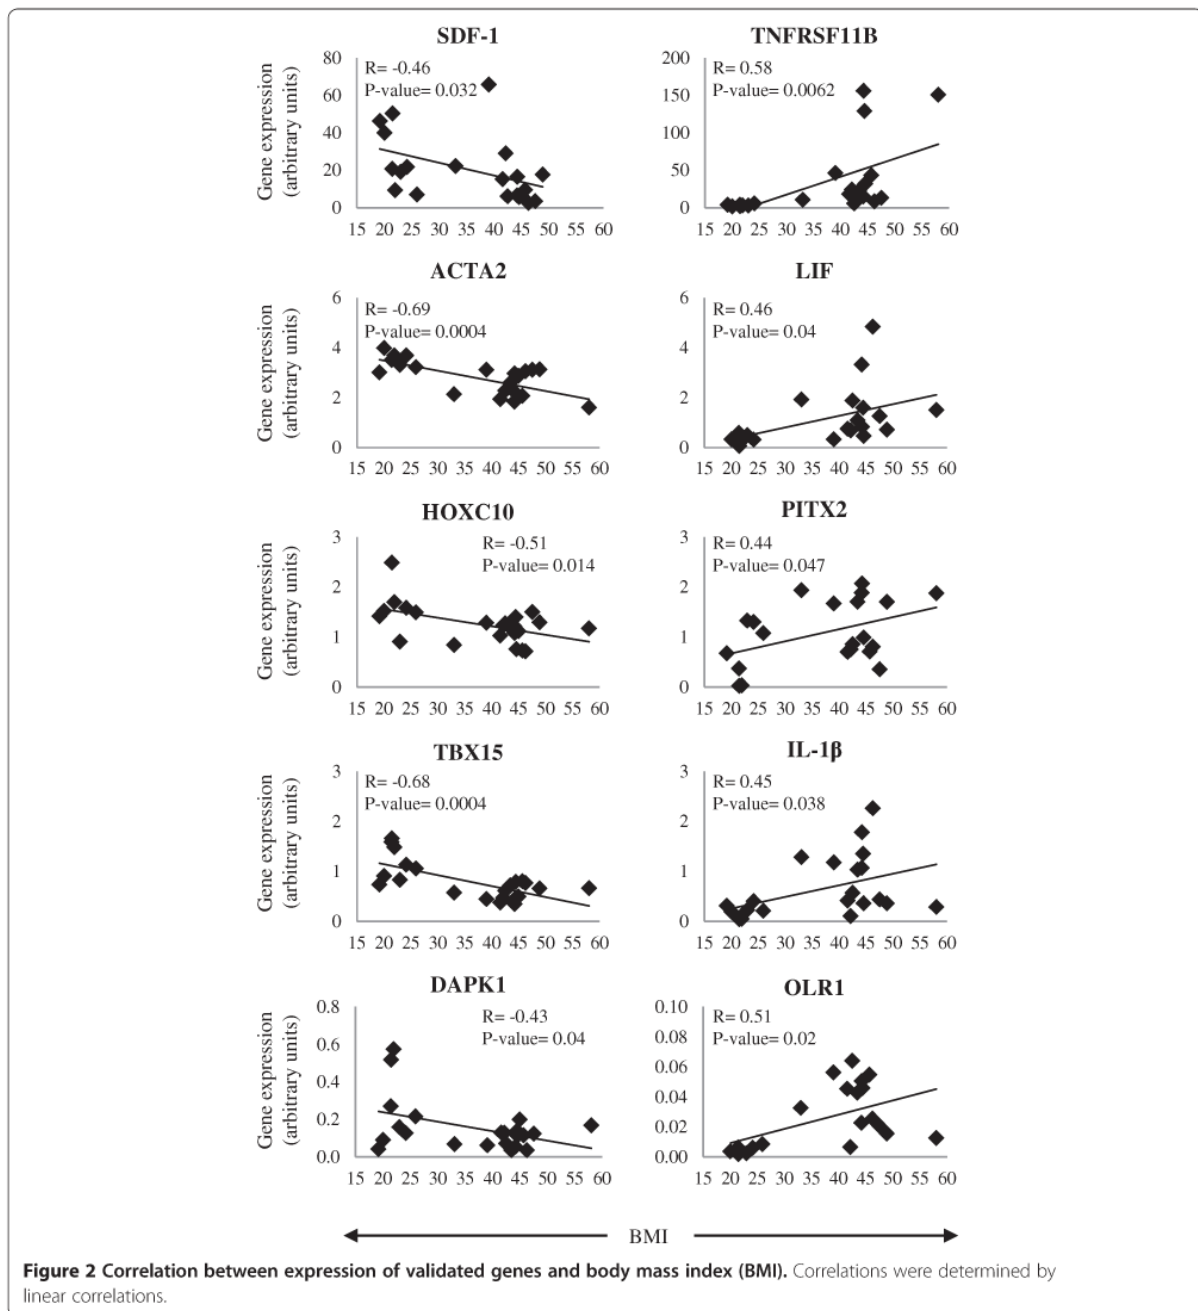 SDF-1
Gene expression
(arbitrary units)
R= -0.46
P-value= 0.032
80
60
40
20
0
15 20 25 30 35 40 45 50 55 60
TNFRSF11B
R= 0.58
P-value= 0.0062
200
150
100
50
0
15 20 25 30 35 40 45 50 55 60
ACTA2
Gene expression
(arbitrary units)
R= -0.69
P-value= 0.0004
6
4
2
0
15 20 25 30 35 40 45 50 55 60
LIF
R= 0.46
P-value= 0.04
6
4
2
0
15 20 25 30 35 40 45 50 55 60
HOXC10
Gene expression
(arbitrary units)
R= -0.51
P-value= 0.014
3
2
1
0
15 20 25 30 35 40 45 50 55 60
PITX2
R= 0.44
P-value= 0.047
3
2
1
0
15 20 25 30 35 40 45 50 55 60
TBX15
Gene expression
(arbitrary units)
R= -0.68
P-value= 0.0004
3
2
1
0
15 20 25 30 35 40 45 50 55 60
IL-1β
R= 0.45
P-value= 0.038
3
2
1
0
15 20 25 30 35 40 45 50 55 60
DAPK1
Gene expression
(arbitrary units)
R= -0.43
P-value= 0.04
0.8
0.6
0.4
0.2
0.0
15 20 25 30 35 40 45 50 55 60
OLR1
R= 0.51
P-value= 0.02
0.10
0.08
0.06
0.04
0.02
0.00
15 20 25 30 35 40 45 50 55 60
BMI
Figure 2 Correlation between expression of validated genes and body mass index (BMI). Correlations were determined by
linear correlations.